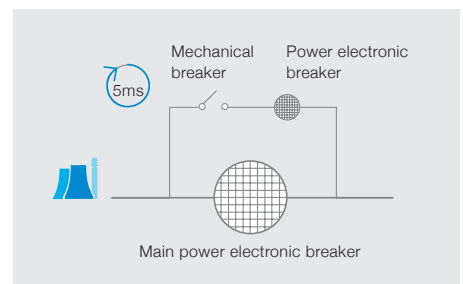 Mechanical
breaker
Power electronic
breaker
5ms
Main power electronic breaker